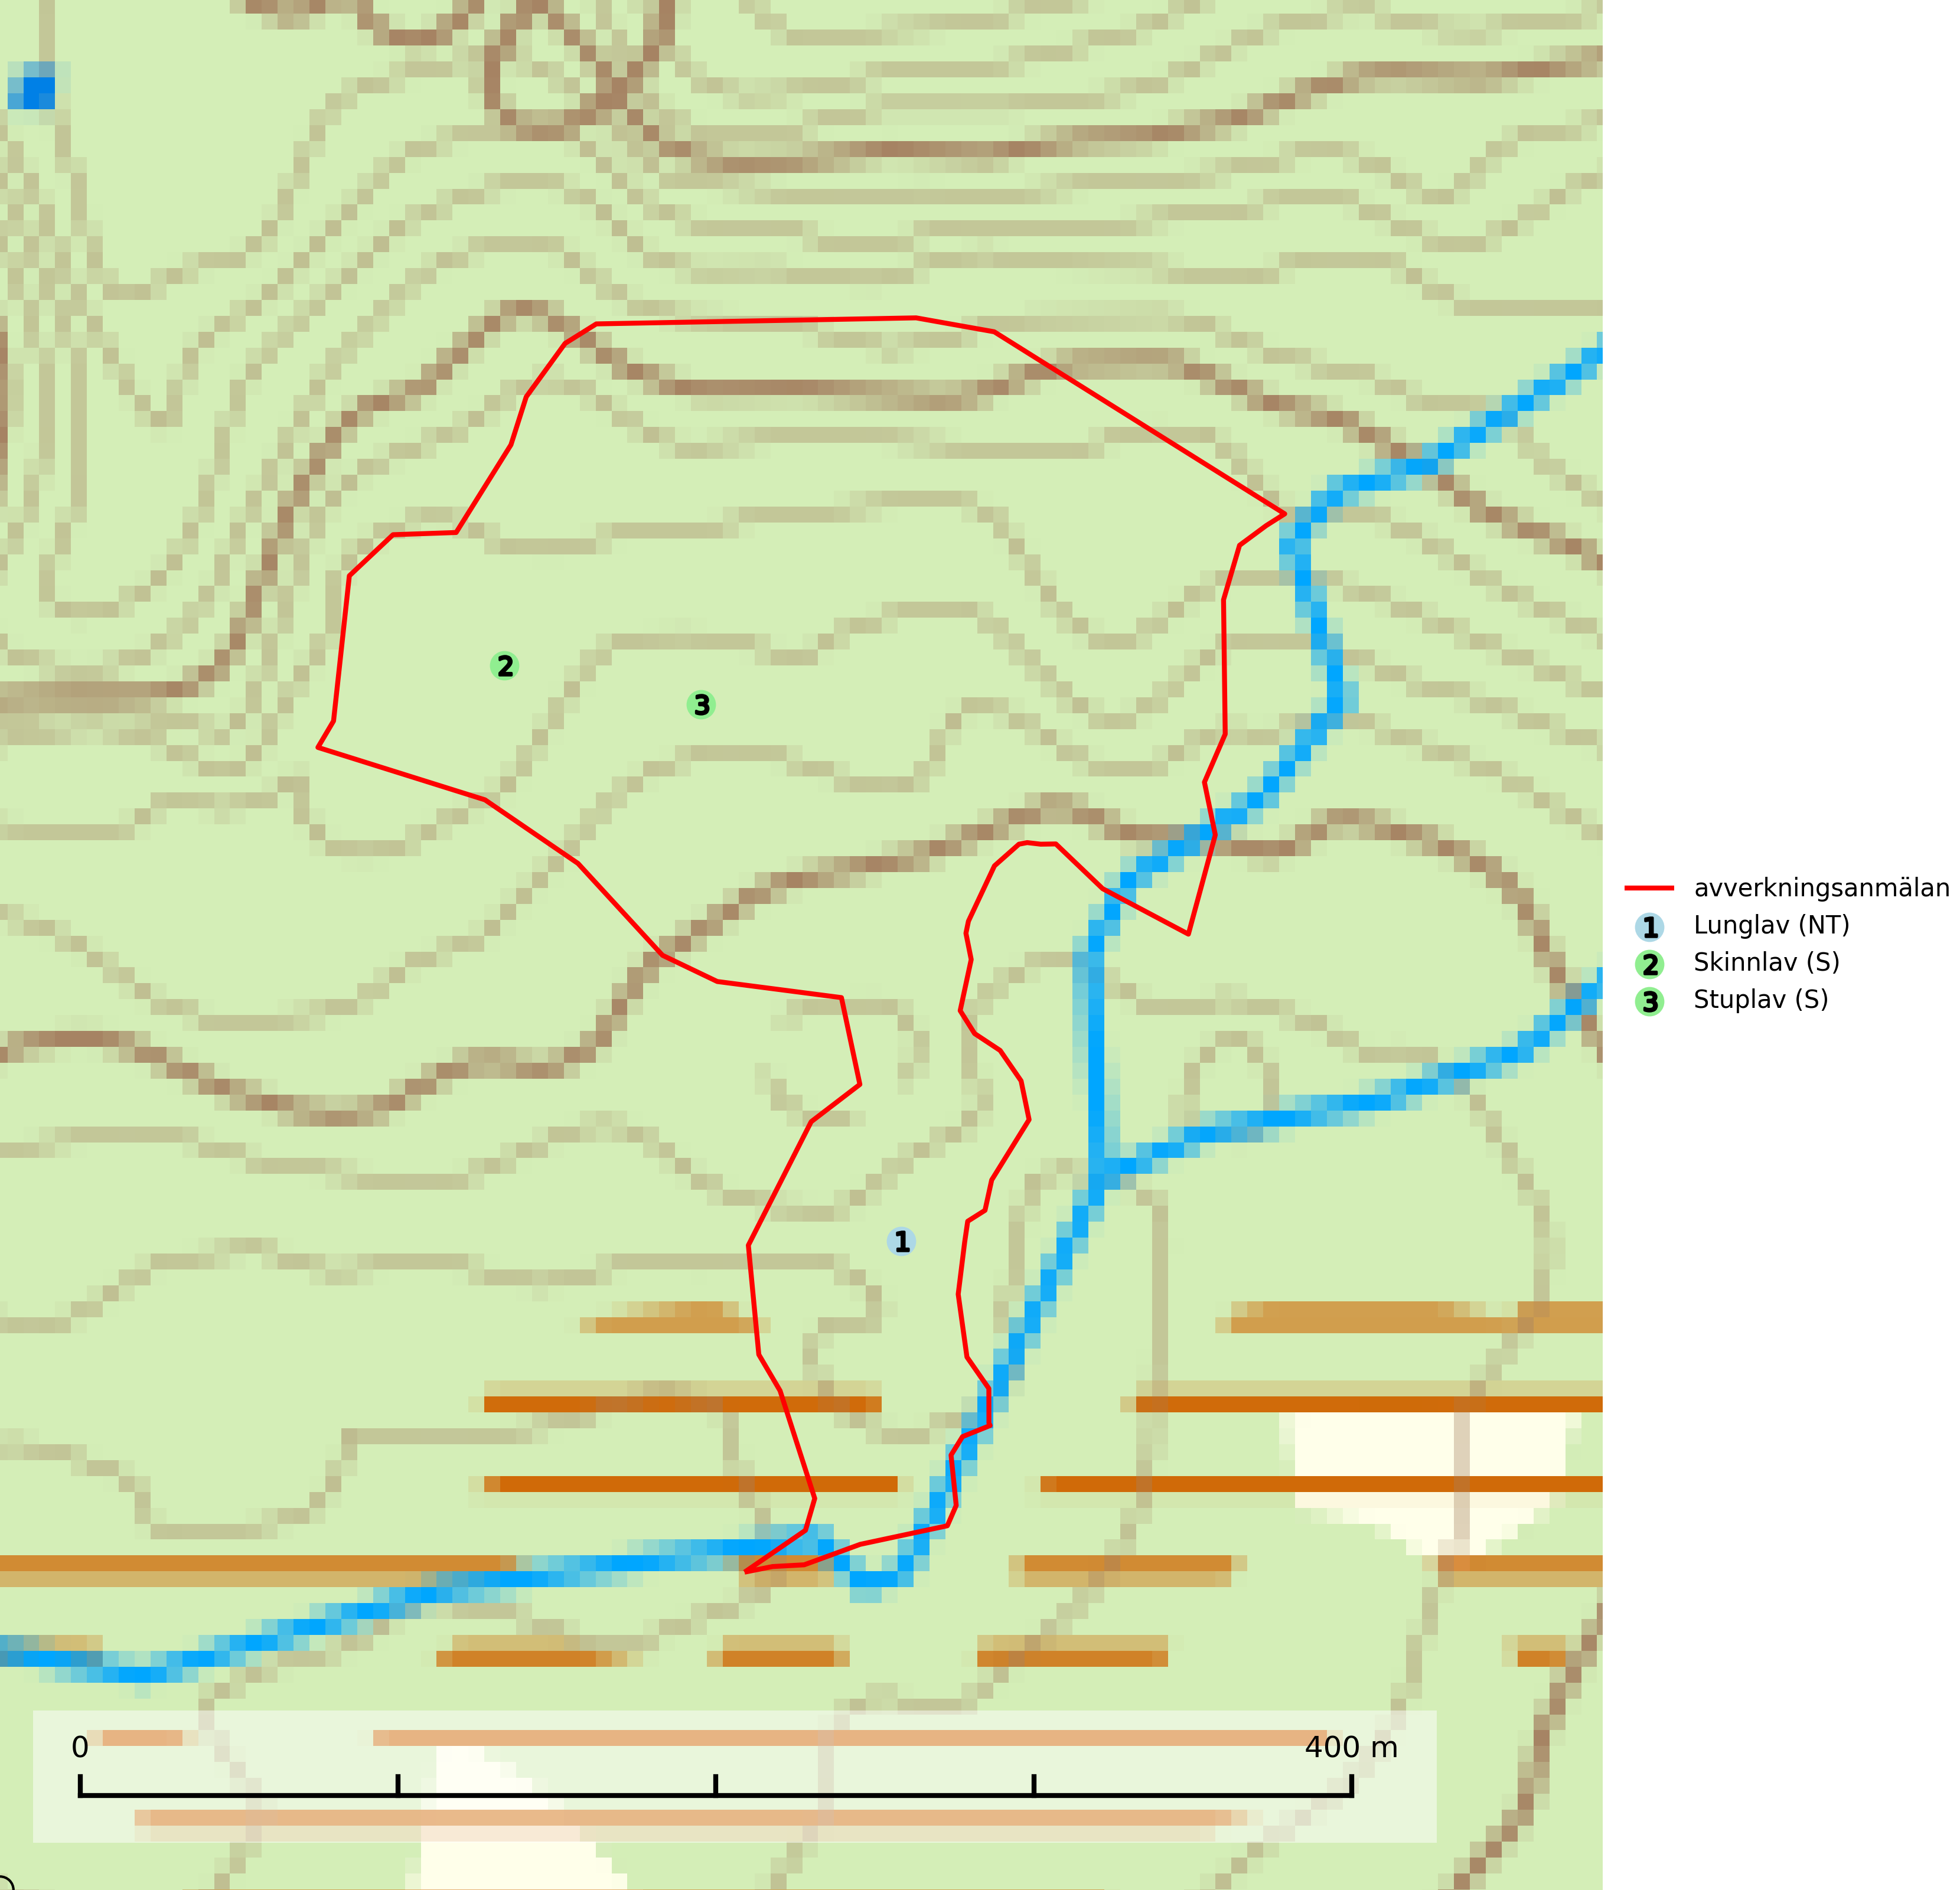 2
3
1
avverkningsanmälan
1 Lunglav (NT)
2 Skinnlav (S)
3 Stuplav (S)
0 400 m